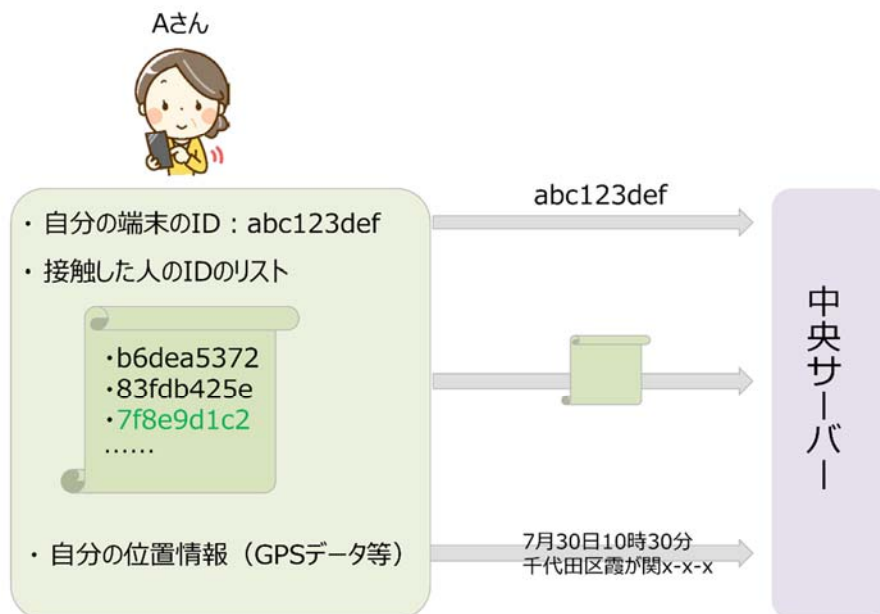 Aさん
・ 自分の端末のID：abc123def
・ 接触した人のIDのリスト
・b6dea5372
・83fdb425e
・7f8e9d1c2
……
・ 自分の位置情報（GPSデータ等）
abc123def
7月30日10時30分
千代田区霞が関x-x-x
中央サーバー